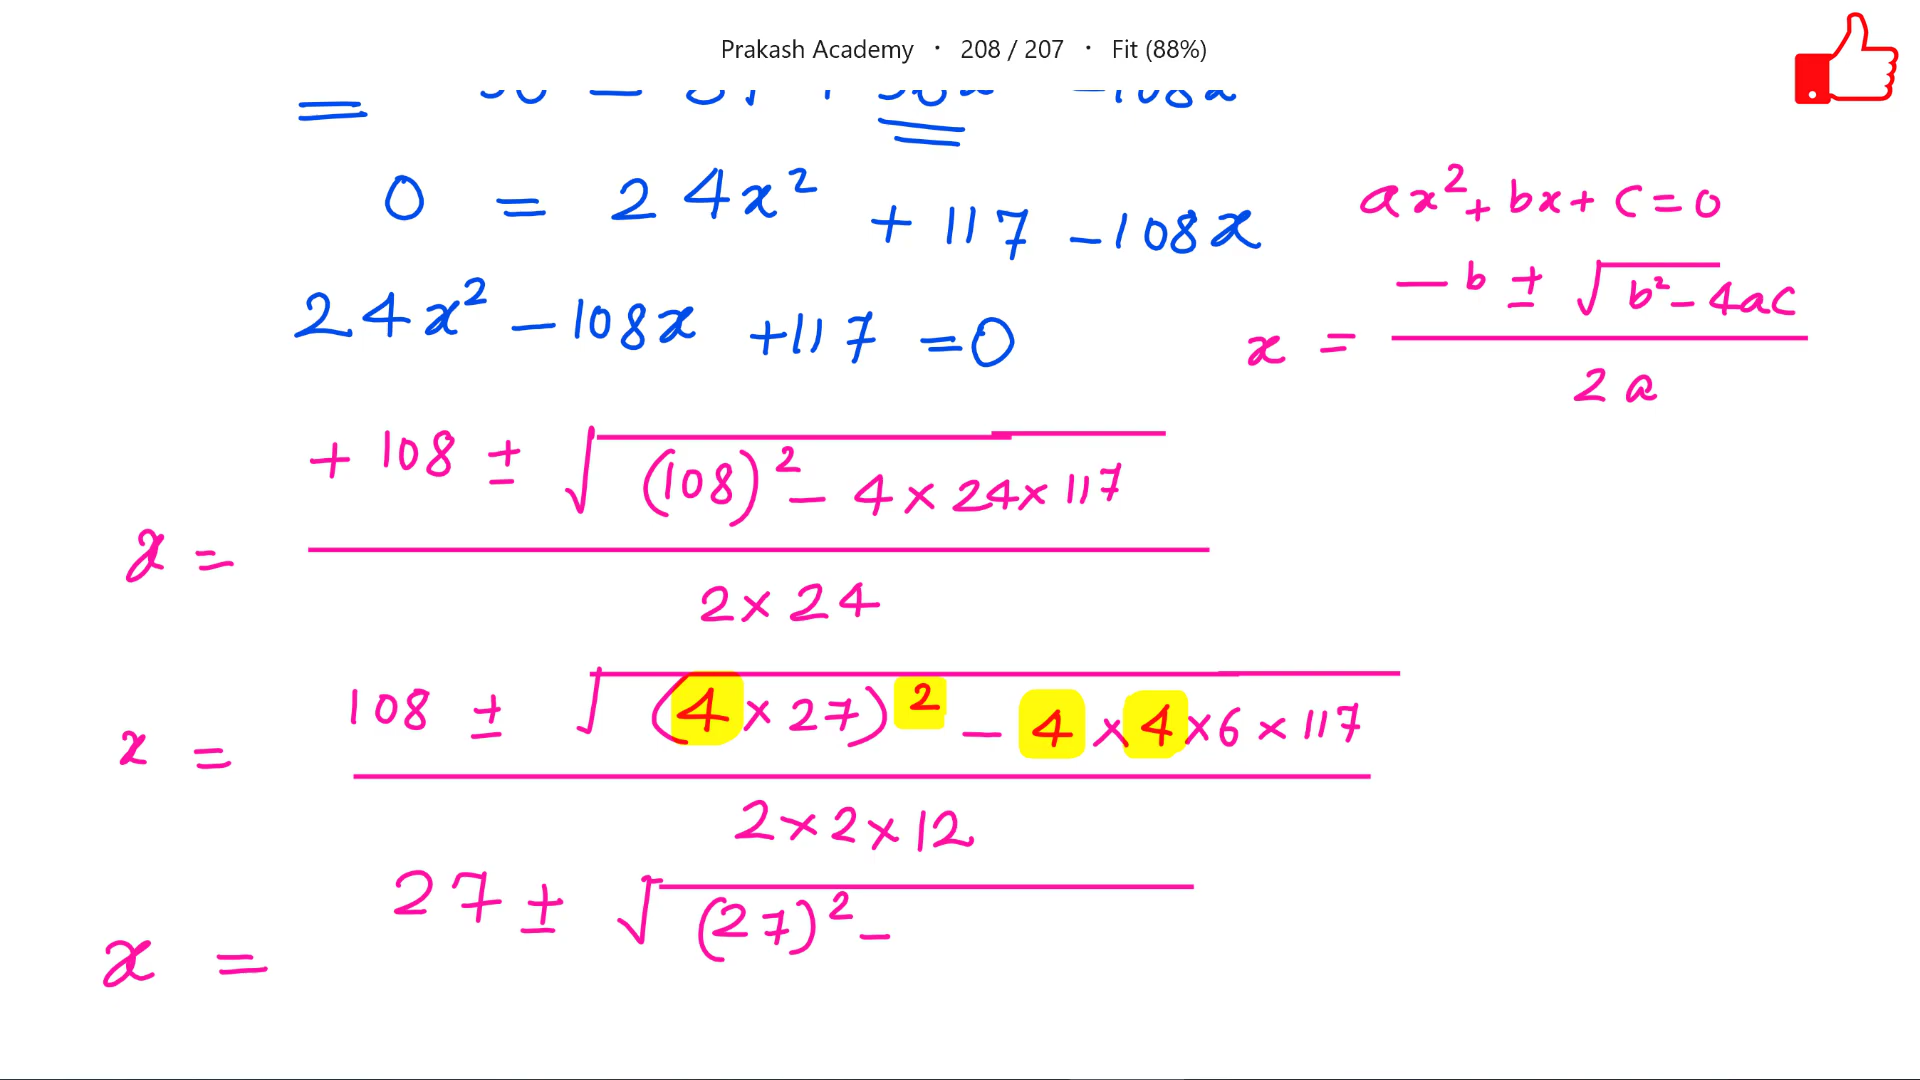 Prakash Academy · 208 / 207 · Fit (88%)
0 = 24x² + 117 - 108x
24x² - 108x + 117 = 0
ax² + bx + c = 0
x = (-b ± √(b² - 4ac)) / 2a
x = (+108 ± √((108)² - 4 × 24 × 117)) / (2 × 24)
x = (108 ± √((4 × 27)² - 4 × 4 × 6 × 117)) / (2 × 2 × 12)
x = 27 ± √((27)² -